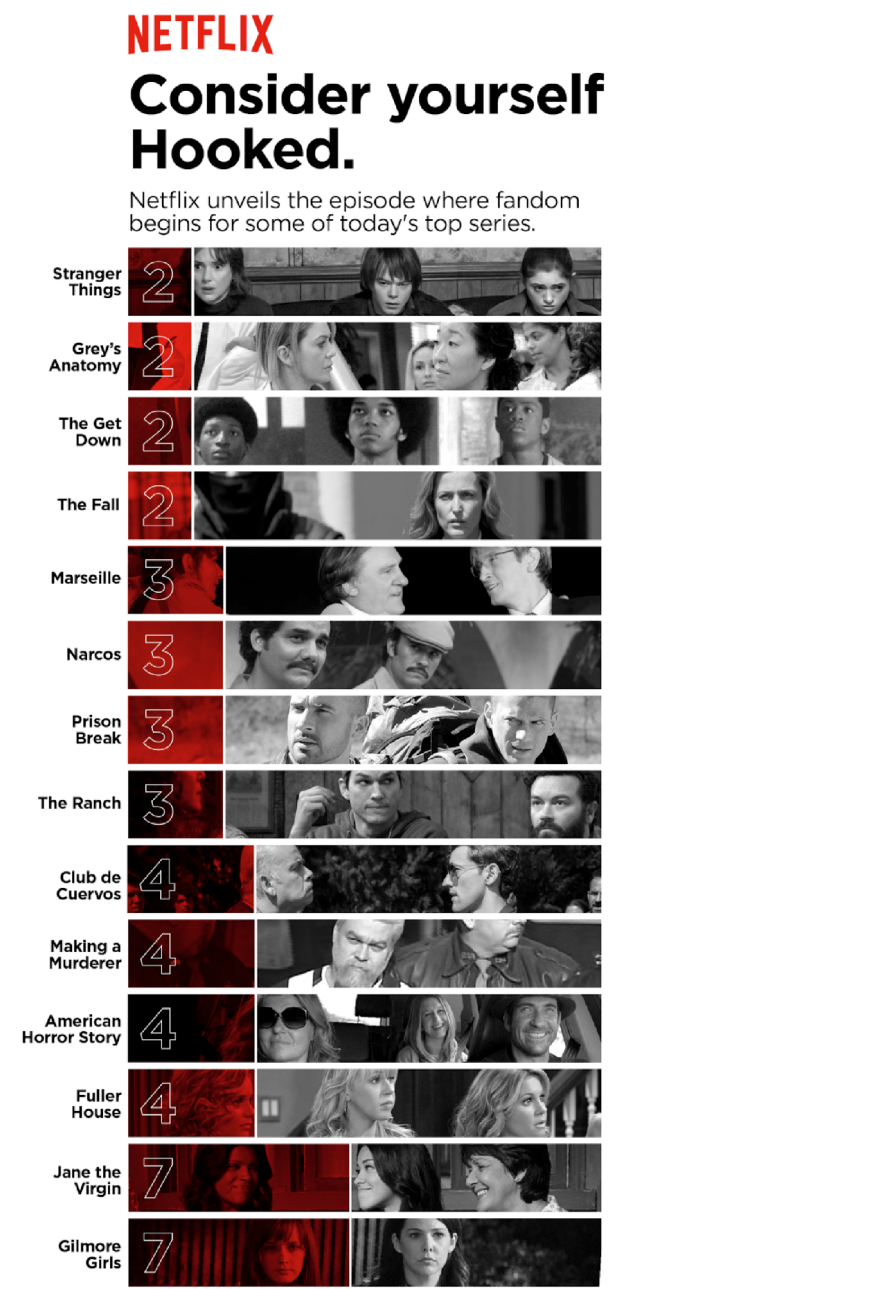 NETFLIX
Consider yourself
Hooked.
Netflix unveils the episode where fandom
begins for some of today's top series.
Stranger
Things
2
Grey's
Anatomy
2
The Get
Down
2
The Fall
2
Marseille
3
Narcos
3
Prison
Break
3
The Ranch
3
Club de
Cuervos
4
Making a
Murderer
4
American
Horror Story
4
Fuller
House
4
Jane the
Virgin
7
Gilmore
Girls
7